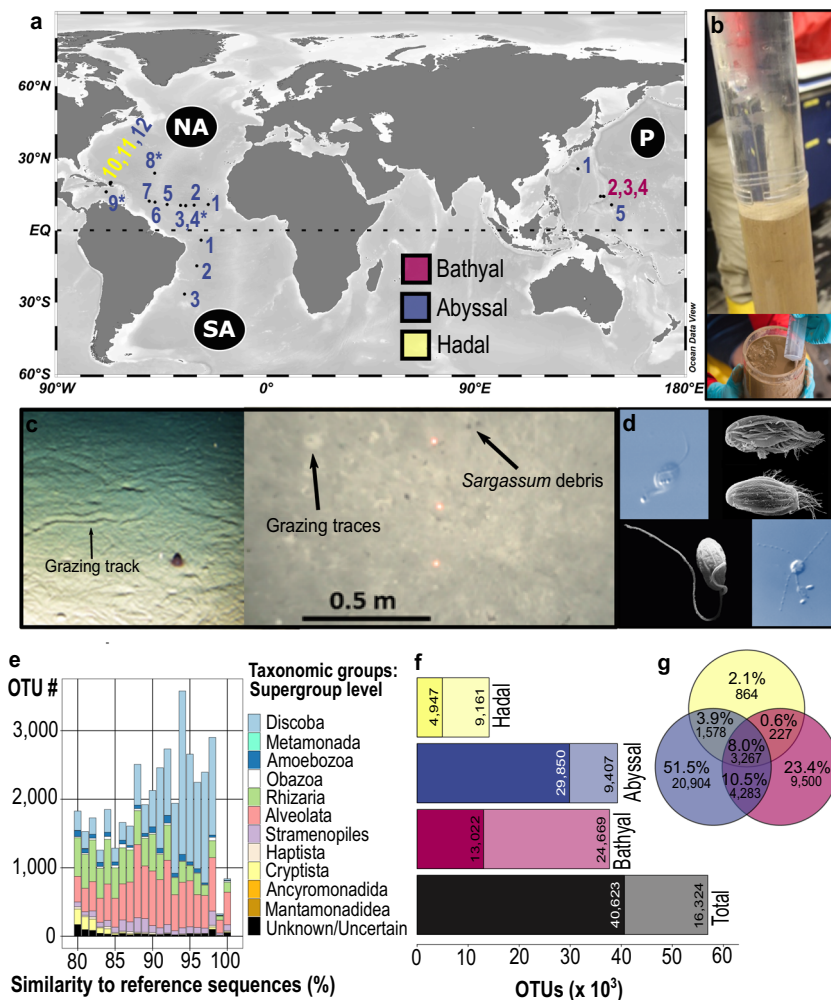 a
60°N
30°N
EQ
30°S
60°S
90°W
0°
90°E
180°E
NA
P
SA
10,11,12
8*
9*
7
5
2
1
6
3,4*
1
2
3
1
2,3,4
5
Bathyal
Abyssal
Hadal
Ocean Data View
b
c
Grazing track
Grazing traces
Sargassum debris
0.5 m
d
e
OTU #
3,000
2,000
1,000
0
80
85
90
95
100
Similarity to reference sequences (%)
Taxonomic groups:
Supergroup level
Discoba
Metamonada
Amoebozoa
Obazoa
Rhizaria
Alveolata
Stramenopiles
Haptista
Cryptista
Ancyromonadida
Mantamonadidea
Unknown/Uncertain
f
4,947
9,161
Hadal
29,850
9,407
Abyssal
13,022
24,669
Bathyal
40,623
16,324
Total
0 10 20 30 40 50 60
OTUs (x 10³)
g
2.1%
864
3.9%
1,578
0.6%
227
8.0%
3,267
51.5%
20,904
10.5%
4,283
23.4%
9,500